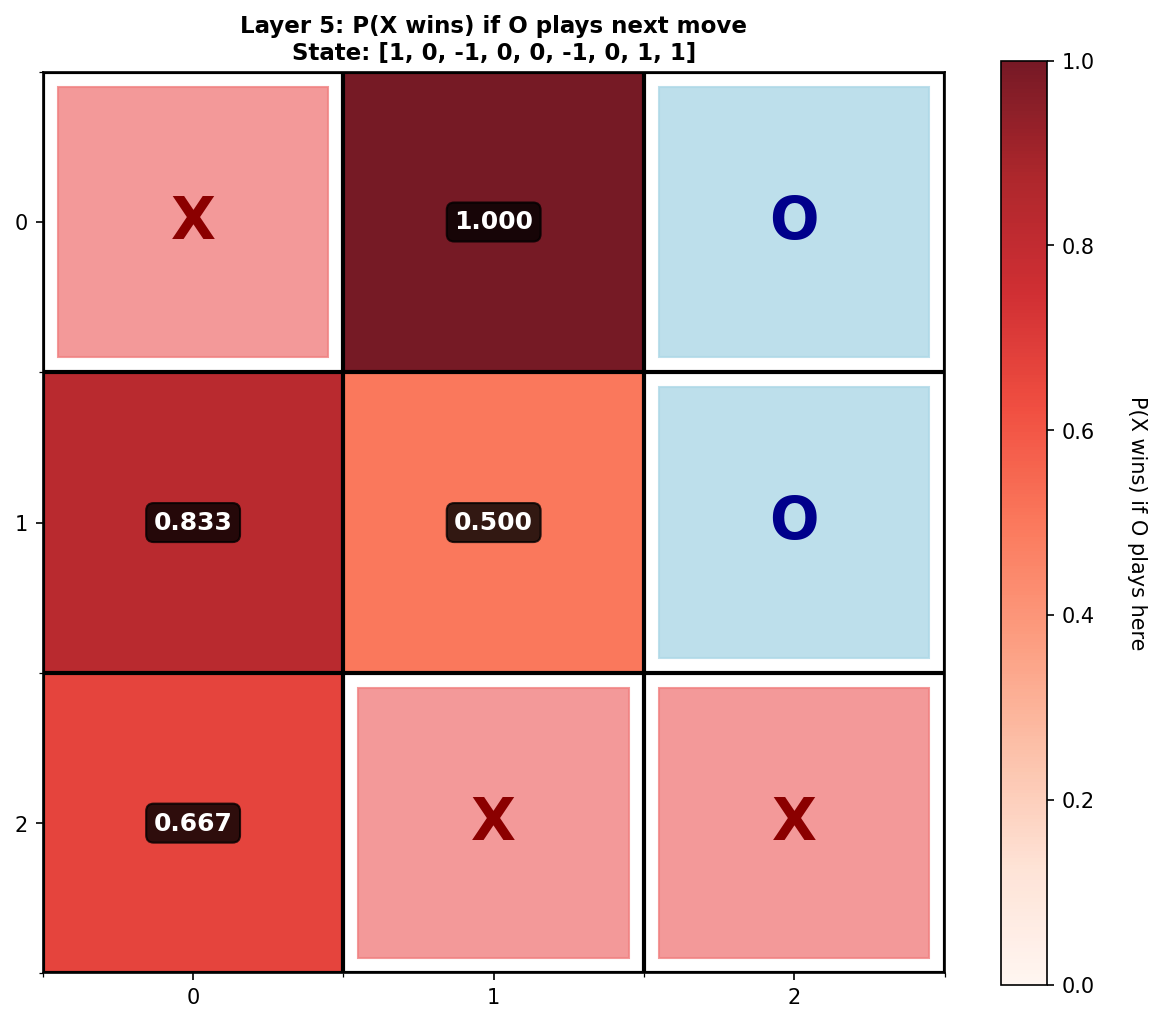 Layer 5: P(X wins) if O plays next move
State: [1, 0, -1, 0, 0, -1, 0, 1, 1]
0
X
1.000
O
1
0.833
0.500
O
2
0.667
X
X
0
1
2
1.0
0.8
0.6
0.4
0.2
0.0
P(X wins) if O plays here